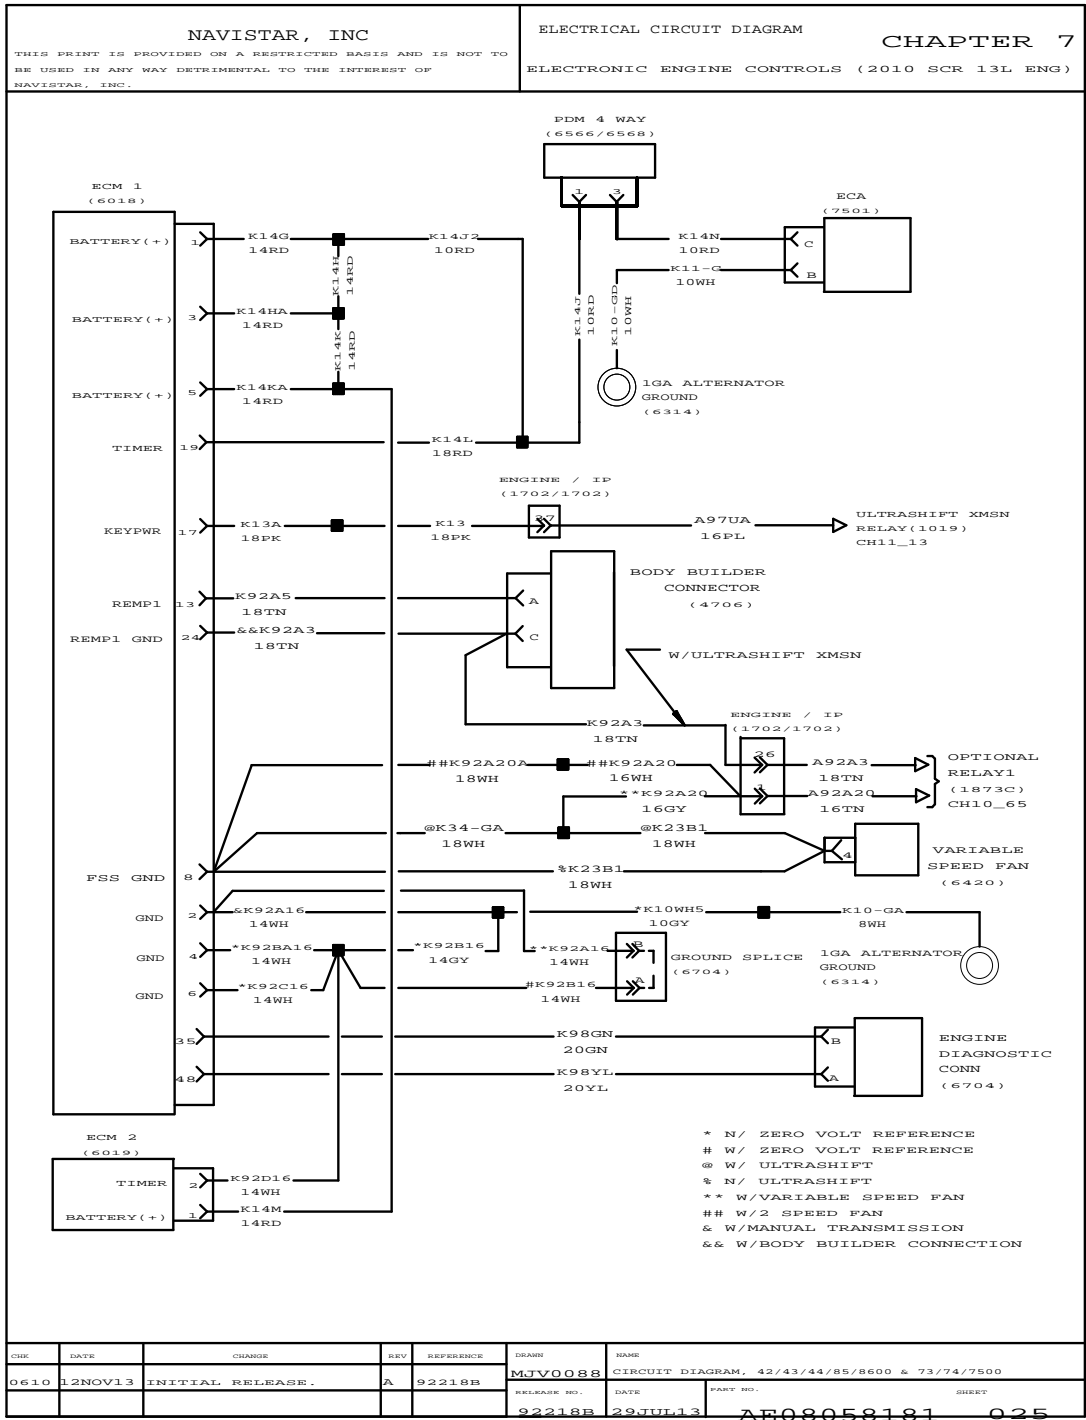 NAVISTAR, INC
THIS PRINT IS PROVIDED ON A RESTRICTED BASIS AND IS NOT TO
BE USED IN ANY WAY DETRIMENTAL TO THE INTEREST OF
NAVISTAR, INC.
ELECTRICAL CIRCUIT DIAGRAM
CHAPTER 7
ELECTRONIC ENGINE CONTROLS (2010 SCR 13L ENG)
PDM 4 WAY
(6566/6568)
1 3
ECM 1
(6018)
ECA
(7501)
BATTERY(+) 1 K14G
14RD
K14J2
10RD
K14N
10RD
C
K11-G
10WH
B
K14H
14RD
K14J
10RD
K10-GD
10WH
BATTERY(+) 3 K14HA
14RD
K14K
14RD
BATTERY(+) 5 K14KA
14RD
1GA ALTERNATOR
GROUND
(6314)
TIMER 19
K14L
18RD
ENGINE / IP
(1702/1702)
KEYPWR 17 K13A
18PK
K13
18PK
37
A97UA
16PL
ULTRASHIFT XMSN
RELAY(1019)
CH11_13
BODY BUILDER
CONNECTOR
(4706)
REMP1 13 K92A5
18TN
A
REMP1 GND 24 &&K92A3
18TN
C
W/ULTRASHIFT XMSN
K92A3
18TN
ENGINE / IP
(1702/1702)
26
A92A3
18TN
1
A92A20
16TN
OPTIONAL
RELAY1
(1873C)
CH10_65
##K92A20A
18WH
##K92A20
16WH
**K92A20
16GY
@K34-GA
18WH
@K23B1
18WH
4
VARIABLE
SPEED FAN
(6420)
FSS GND 8
%K23B1
18WH
GND 2 &K92A16
14WH
*K10WH5
10GY
K10-GA
8WH
GND 4 *K92BA16
14WH
*K92B16
14GY
**K92A16
14WH
B
GROUND SPLICE
(6704)
1GA ALTERNATOR
GROUND
(6314)
GND 6 *K92C16
14WH
#K92B16
14WH
A
35
K98GN
20GN
B
ENGINE
DIAGNOSTIC
CONN
(6704)
48
K98YL
20YL
A
ECM 2
(6019)
TIMER 2 K92D16
14WH
BATTERY(+) 1 K14M
14RD
* N/ ZERO VOLT REFERENCE
# W/ ZERO VOLT REFERENCE
@ W/ ULTRASHIFT
% N/ ULTRASHIFT
** W/VARIABLE SPEED FAN
## W/2 SPEED FAN
& W/MANUAL TRANSMISSION
&& W/BODY BUILDER CONNECTION
CHK DATE CHANGE REV REFERENCE
0610 12NOV13 INITIAL RELEASE. A 92218B
DRAWN
MJV0088
NAME
CIRCUIT DIAGRAM, 42/43/44/85/8600 & 73/74/7500
RELEASE NO.
92218B
DATE
29JUL13
PART NO.
AE08058181
SHEET
025